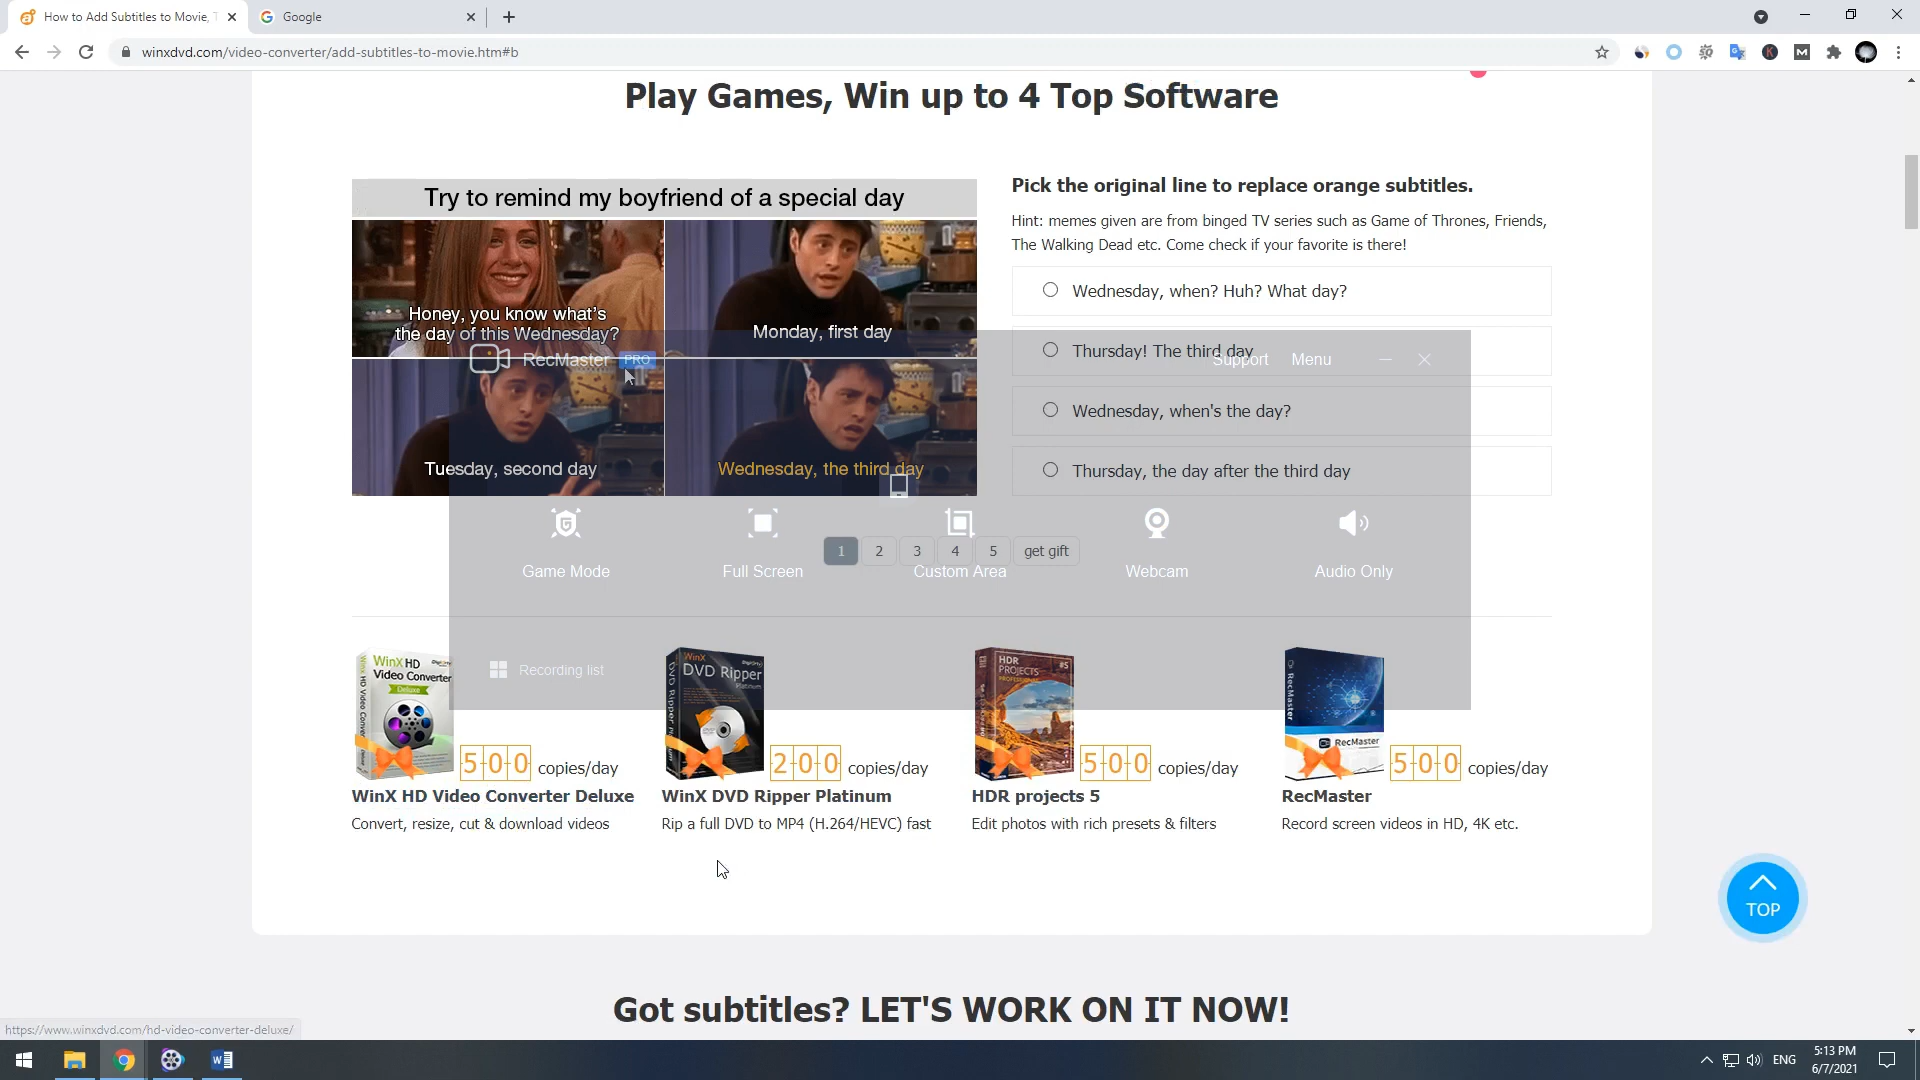 How to Add Subtitles to Movie, T
Google
winxdvd.com/video-converter/add-subtitles-to-movie.htm#b
Play Games, Win up to 4 Top Software
Try to remind my boyfriend of a special day
Honey, you know what's
the day of this Wednesday?
Monday, first day
Tuesday, second day
Wednesday, the third day
Pick the original line to replace orange subtitles.
Hint: memes given are from binged TV series such as Game of Thrones, Friends,
The Walking Dead etc. Come check if your favorite is there!
Wednesday, when? Huh? What day?
Thursday! The third day
Wednesday, when's the day?
Thursday, the day after the third day
RecMaster PRO
Support Menu
Game Mode
Full Screen
Custom Area
Webcam
Audio Only
1 2 3 4 5 get gift
Recording list
WinX HD
Video Converter
Deluxe
WinX
DVD Ripper
Platinum
HDR
PROJECTS #5
PROFESSIONAL
RecMaster
RecMaster
500 copies/day
200 copies/day
500 copies/day
500 copies/day
WinX HD Video Converter Deluxe
Convert, resize, cut & download videos
WinX DVD Ripper Platinum
Rip a full DVD to MP4 (H.264/HEVC) fast
HDR projects 5
Edit photos with rich presets & filters
RecMaster
Record screen videos in HD, 4K etc.
TOP
Got subtitles? LET'S WORK ON IT NOW!
https://www.winxdvd.com/hd-video-converter-deluxe/
ENG
5:13 PM
6/7/2021